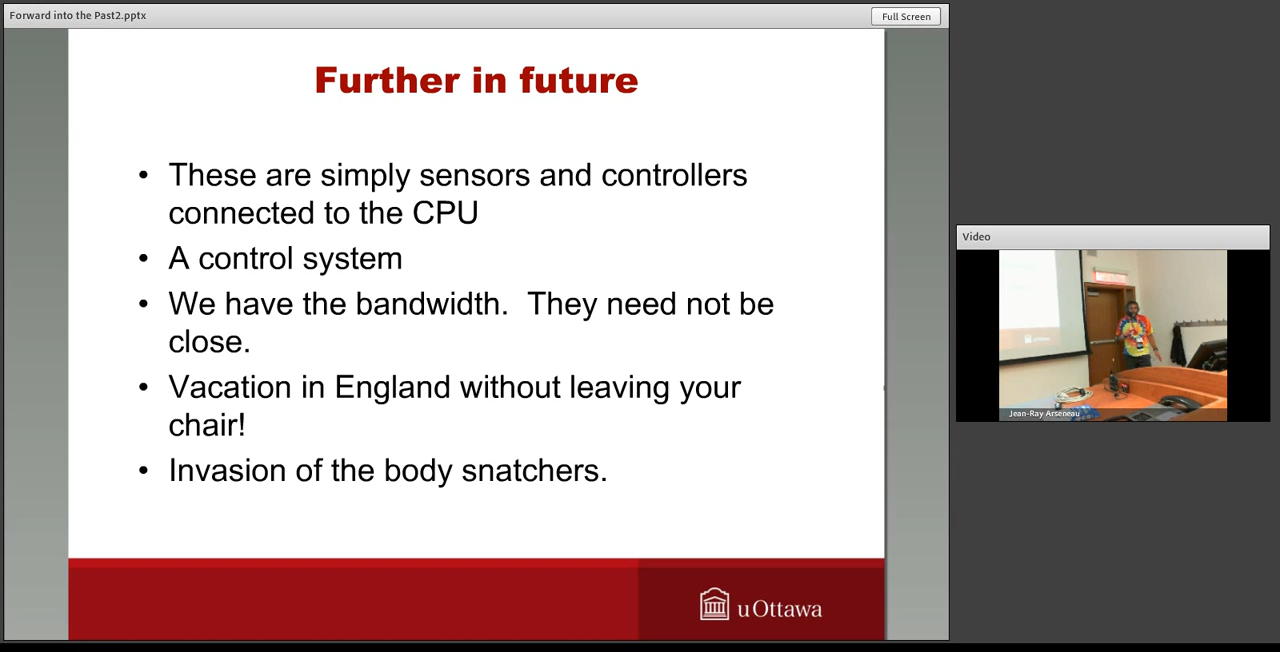 Forward into the Past2.pptx
Full Screen
Further in future
• These are simply sensors and controllers
connected to the CPU
• A control system
• We have the bandwidth.  They need not be
close.
• Vacation in England without leaving your
chair!
• Invasion of the body snatchers.
uOttawa
Video
uOttawa
Jean-Ray Arseneau